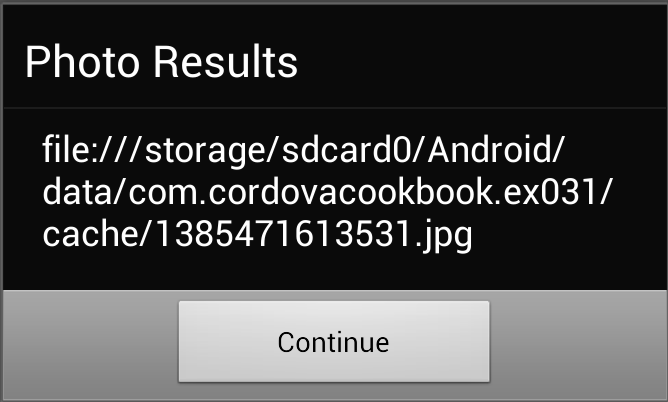 Photo Results
file:///storage/sdcard0/Android/
data/com.cordovacookbook.ex031/
cache/1385471613531.jpg
Continue